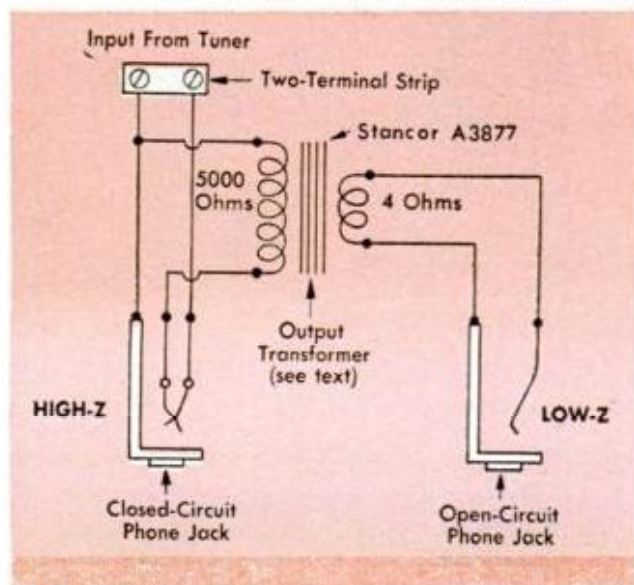 Input From Tuner
Two-Terminal Strip
Stancor A3877
5000
Ohms
4 Ohms
Output
Transformer
(see text)
HIGH-Z
LOW-Z
Closed-Circuit
Phone Jack
Open-Circuit
Phone Jack